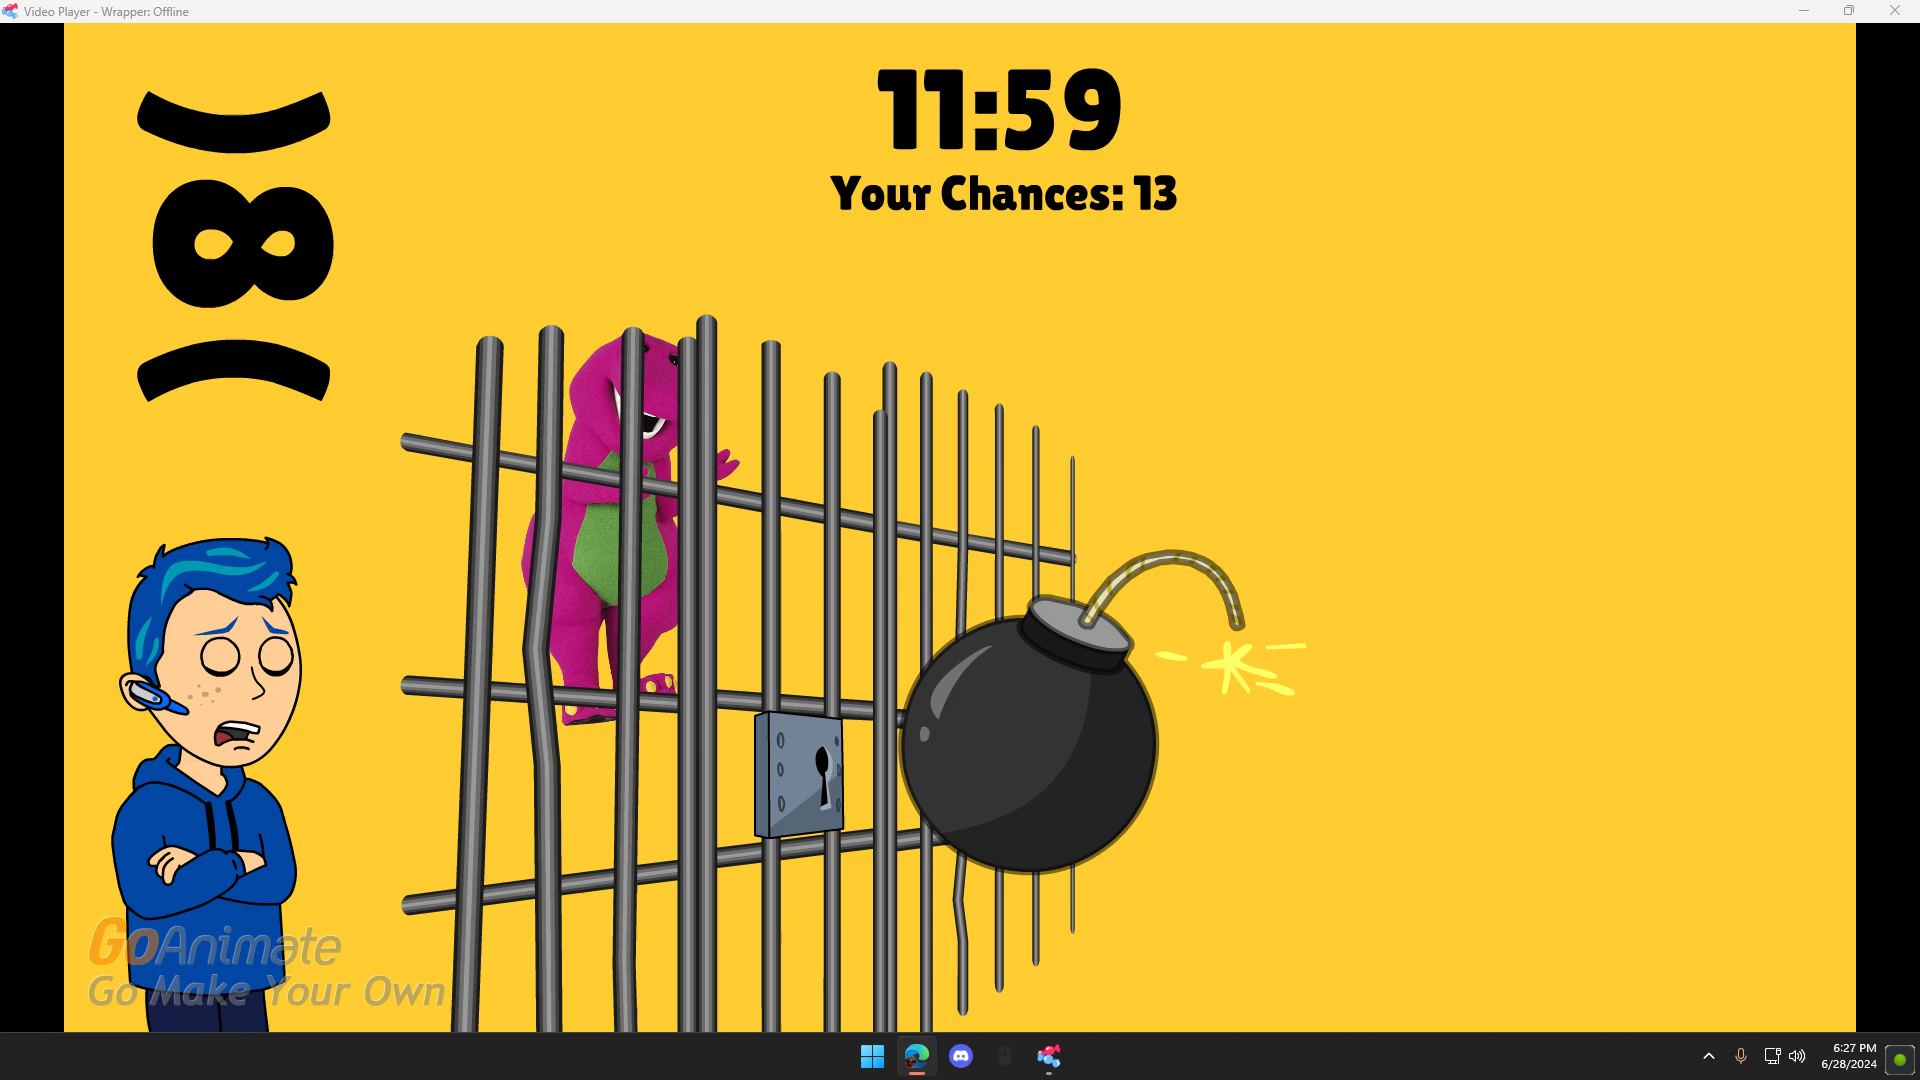 Video Player - Wrapper: Offline
11:59
Your Chances: 13
(8)
GoAnimate
Go Make Your Own
6:27 PM
6/28/2024